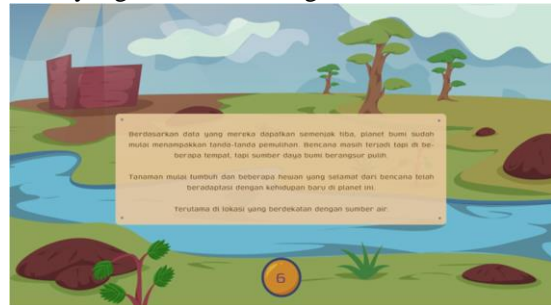 Berdasarkan data yang mereka dapatkan semenjak tiba, planet bumi sudah
mulai menampakkan tanda-tanda pemulihan. Bencana masih terjadi tapi di be-
berapa tempat, tapi sumber daya bumi berangsur pulih.
Tanaman mulai tumbuh dan beberapa hewan yang selamat dari bencana telah
beradaptasi dengan kehidupan baru di planet ini.
Terutama di lokasi yang berdekatan dengan sumber air.
6